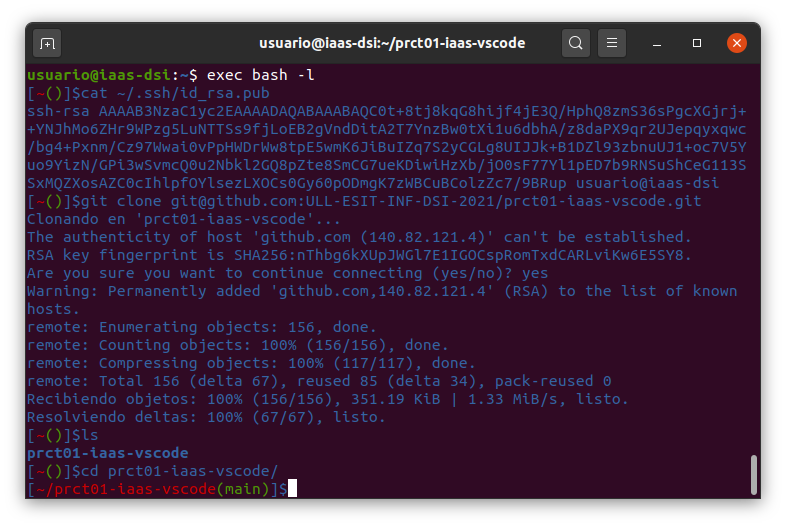 usuario@iaas-dsi:~/prct01-iaas-vscode
usuario@iaas-dsi:~$ exec bash -l
[~()]$cat ~/.ssh/id_rsa.pub
ssh-rsa AAAAB3NzaC1yc2EAAAADAQABAAABAQC0t+8tj8kqG8hijf4jE3Q/HphQ8zmS36sPgcXGjrj+
+YNJhMo6ZHr9WPzg5LuNTTSs9fjLoEB2gVndDitA2T7YnzBw0tXi1u6dbhA/z8daPX9qr2UJepqyxqwc
/bg4+Pxnm/Cz97Wwai0vPpHWDrWw8tpE5wmK6JiBuIZq7S2yCGLg8UIJJk+B1DZl93zbnuUJ1+oc7V5Y
uo9YizN/GPi3wSvmcQ0u2Nbkl2GQ8pZte8SmCG7ueKDiwiHzXb/jO0sF77Yl1pED7b9RNSuShCeG113S
SxMQZXosAZC0cIhlpfOYlsezLXOCs0Gy60pODmgK7zWBCuBColzZc7/9BRup usuario@iaas-dsi
[~()]$git clone git@github.com:ULL-ESIT-INF-DSI-2021/prct01-iaas-vscode.git
Clonando en 'prct01-iaas-vscode'...
The authenticity of host 'github.com (140.82.121.4)' can't be established.
RSA key fingerprint is SHA256:nThbg6kXUpJWGl7E1IGOCspRomTxdCARLviKw6E5SY8.
Are you sure you want to continue connecting (yes/no)? yes
Warning: Permanently added 'github.com,140.82.121.4' (RSA) to the list of known
hosts.
remote: Enumerating objects: 156, done.
remote: Counting objects: 100% (156/156), done.
remote: Compressing objects: 100% (117/117), done.
remote: Total 156 (delta 67), reused 85 (delta 34), pack-reused 0
Recibiendo objetos: 100% (156/156), 351.19 KiB | 1.33 MiB/s, listo.
Resolviendo deltas: 100% (67/67), listo.
[~()]$ls
prct01-iaas-vscode
[~()]$cd prct01-iaas-vscode/
[~/prct01-iaas-vscode(main)]$